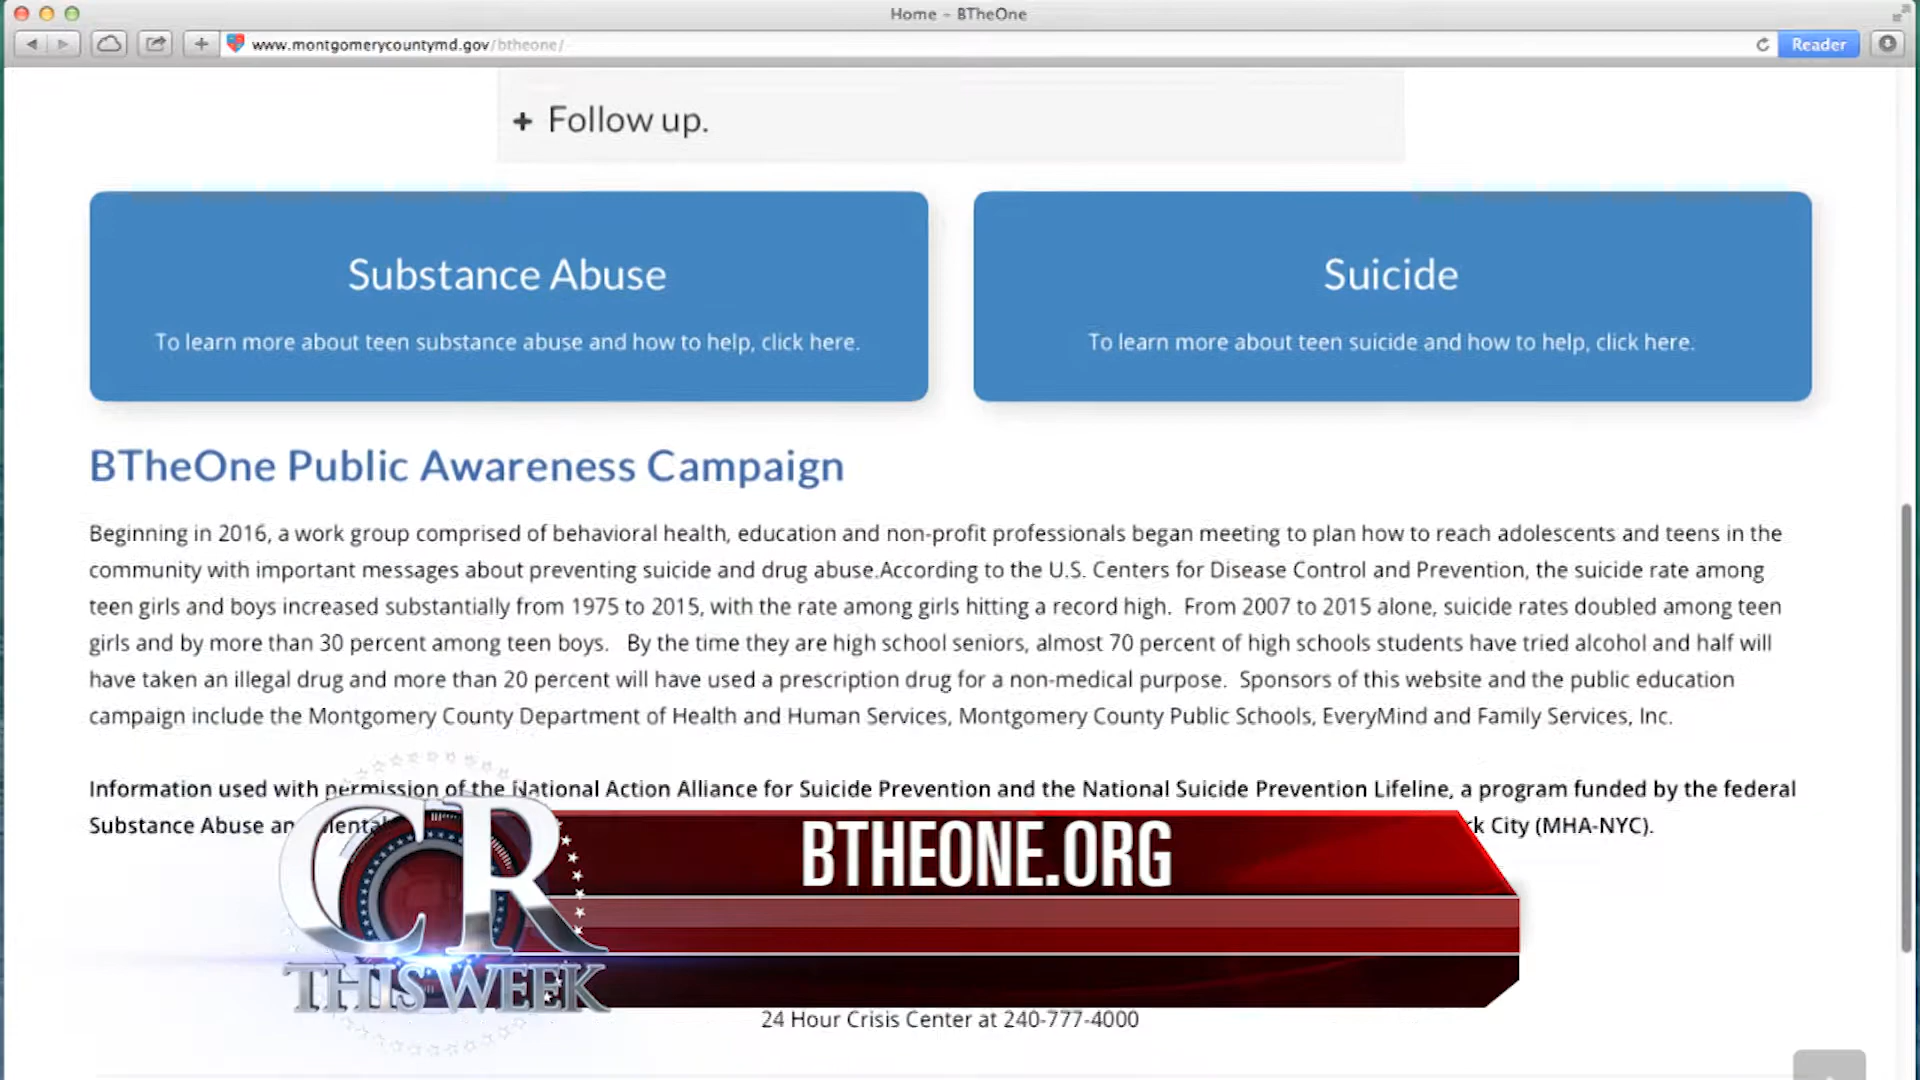 Home – BTheOne
www.montgomerycountymd.gov/btheone/
Reader
+ Follow up.
Substance Abuse
To learn more about teen substance abuse and how to help, click here.
Suicide
To learn more about teen suicide and how to help, click here.
BTheOne Public Awareness Campaign
Beginning in 2016, a work group comprised of behavioral health, education and non-profit professionals began meeting to plan how to reach adolescents and teens in the
community with important messages about preventing suicide and drug abuse.According to the U.S. Centers for Disease Control and Prevention, the suicide rate among
teen girls and boys increased substantially from 1975 to 2015, with the rate among girls hitting a record high. From 2007 to 2015 alone, suicide rates doubled among teen
girls and by more than 30 percent among teen boys. By the time they are high school seniors, almost 70 percent of high schools students have tried alcohol and half will
have taken an illegal drug and more than 20 percent will have used a prescription drug for a non-medical purpose. Sponsors of this website and the public education
campaign include the Montgomery County Department of Health and Human Services, Montgomery County Public Schools, EveryMind and Family Services, Inc.
Information used with permission of the National Action Alliance for Suicide Prevention and the National Suicide Prevention Lifeline, a program funded by the federal
Substance Abuse an Mental rk City (MHA-NYC).
BTHEONE.ORG
CR
THIS WEEK
24 Hour Crisis Center at 240-777-4000